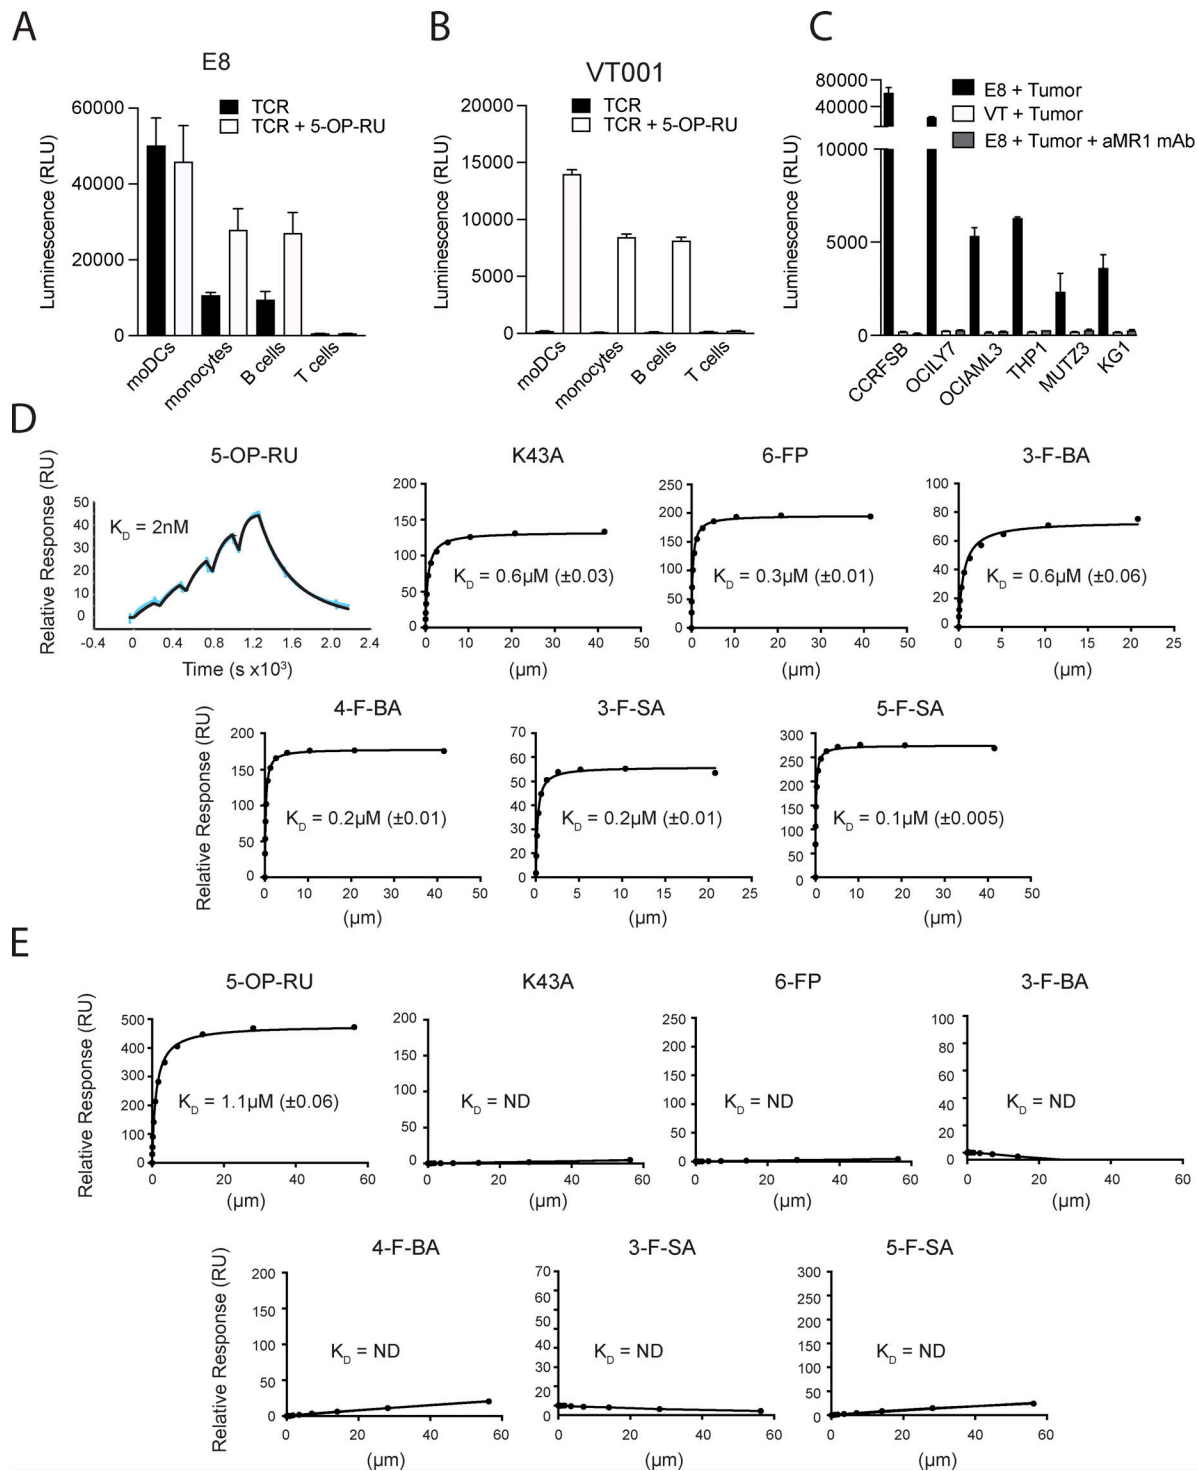 A
E8
Luminescence (RLU)
60000
40000
20000
0
TCR
TCR + 5-OP-RU
moDCs
monocytes
B cells
T cells
B
VT001
Luminescence (RLU)
20000
15000
10000
5000
0
TCR
TCR + 5-OP-RU
moDCs
monocytes
B cells
T cells
C
Luminescence (RLU)
80000
40000
10000
5000
0
E8 + Tumor
VT + Tumor
E8 + Tumor + aMR1 mAb
CCRFSB
OCILY7
OCIAML3
THP1
MUTZ3
KG1
D
5-OP-RU
Relative Response (RU)
50
40
30
20
10
0
K_D = 2nM
-0.4 0 0.4 0.8 1.2 1.6 2.0 2.4
Time (s x10³)
K43A
200
150
100
50
0
K_D = 0.6µM (±0.03)
0 10 20 30 40 50
(µm)
6-FP
250
200
150
100
50
0
K_D = 0.3µM (±0.01)
0 10 20 30 40 50
(µm)
3-F-BA
100
80
60
40
20
0
K_D = 0.6µM (±0.06)
0 5 10 15 20 25
(µm)
4-F-BA
Relative Response (RU)
200
150
100
50
0
K_D = 0.2µM (±0.01)
0 10 20 30 40 50
(µm)
3-F-SA
70
60
50
40
30
20
20
0
K_D = 0.2µM (±0.01)
0 5 10 15 20 25
(µm)
5-F-SA
300
250
200
150
200
50
0
K_D = 0.1µM (±0.005)
0 10 20 30 40 50
(µm)
E
5-OP-RU
Relative Response (RU)
500
400
300
200
100
0
K_D = 1.1µM (±0.06)
0 20 40 60
(µm)
K43A
200
150
100
50
0
K_D = ND
0 20 40 60
(µm)
6-FP
250
200
150
100
50
0
K_D = ND
0 20 40 60
(µm)
3-F-BA
100
80
60
40
20
0
K_D = ND
0 20 40 60
(µm)
4-F-BA
Relative Response (RU)
200
150
100
50
0
K_D = ND
0 20 40 60
(µm)
3-F-SA
70
60
50
40
30
20
10
0
K_D = ND
0 20 40 60
(µm)
5-F-SA
300
250
200
150
100
50
0
K_D = ND
0 20 40 60
(µm)